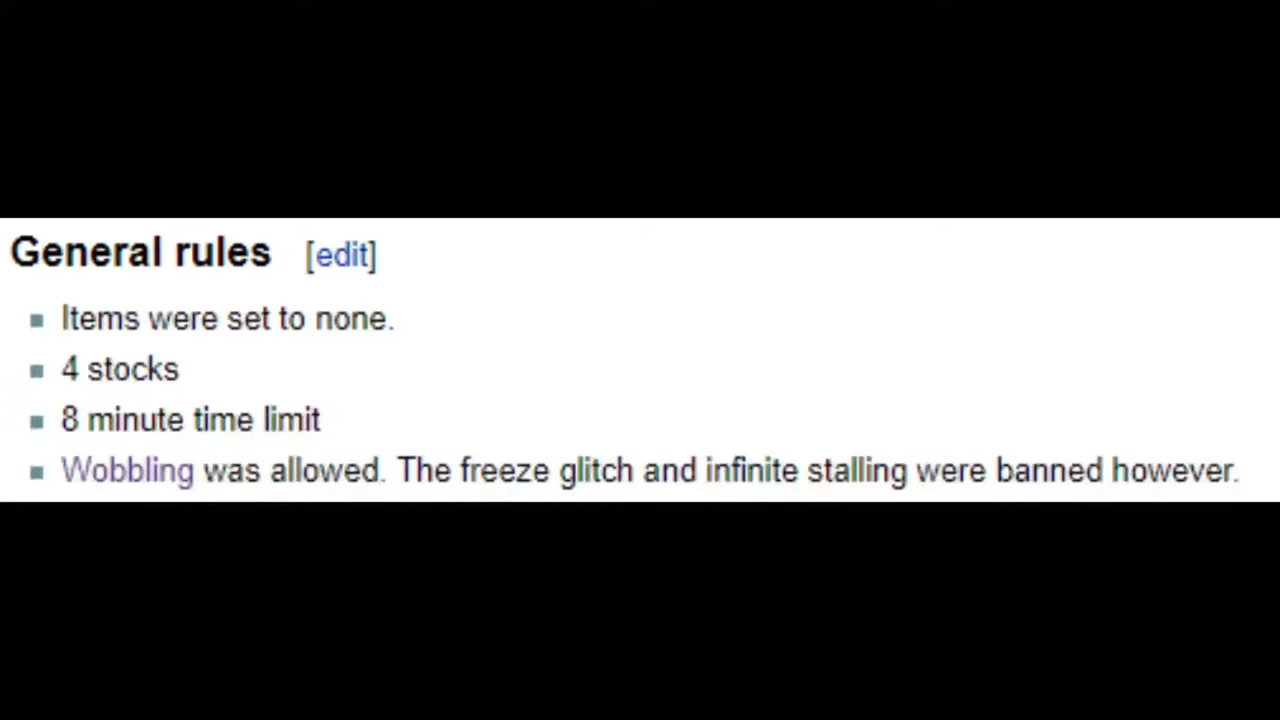 General rules [edit]
Items were set to none.
4 stocks
8 minute time limit
Wobbling was allowed. The freeze glitch and infinite stalling were banned however.